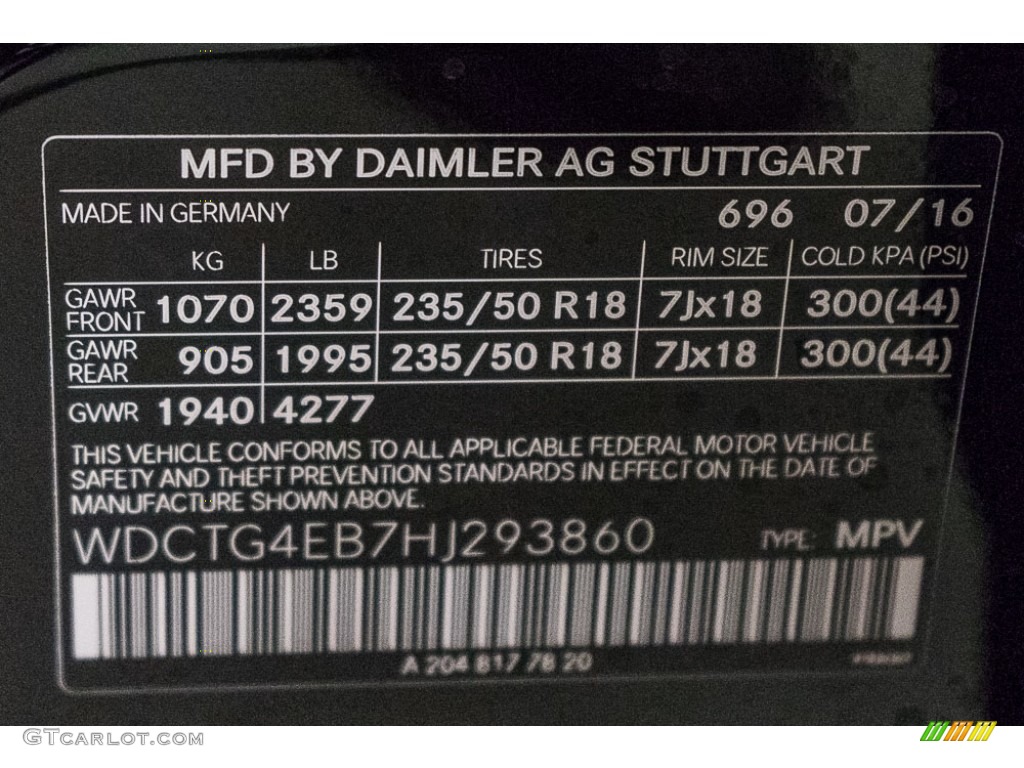 MFD BY DAIMLER AG STUTTGART
MADE IN GERMANY 696 07/16
KG LB TIRES RIM SIZE COLD KPA (PSI)
GAWR FRONT 1070 2359 235/50 R18 7Jx18 300(44)
GAWR REAR 905 1995 235/50 R18 7Jx18 300(44)
GVWR 1940 4277
THIS VEHICLE CONFORMS TO ALL APPLICABLE FEDERAL MOTOR VEHICLE
SAFETY AND THEFT PREVENTION STANDARDS IN EFFECT ON THE DATE OF
MANUFACTURE SHOWN ABOVE.
WDCTG4EB7HJ293860 TYPE: MPV
A 204 817 78 20
GTCARLOT.COM